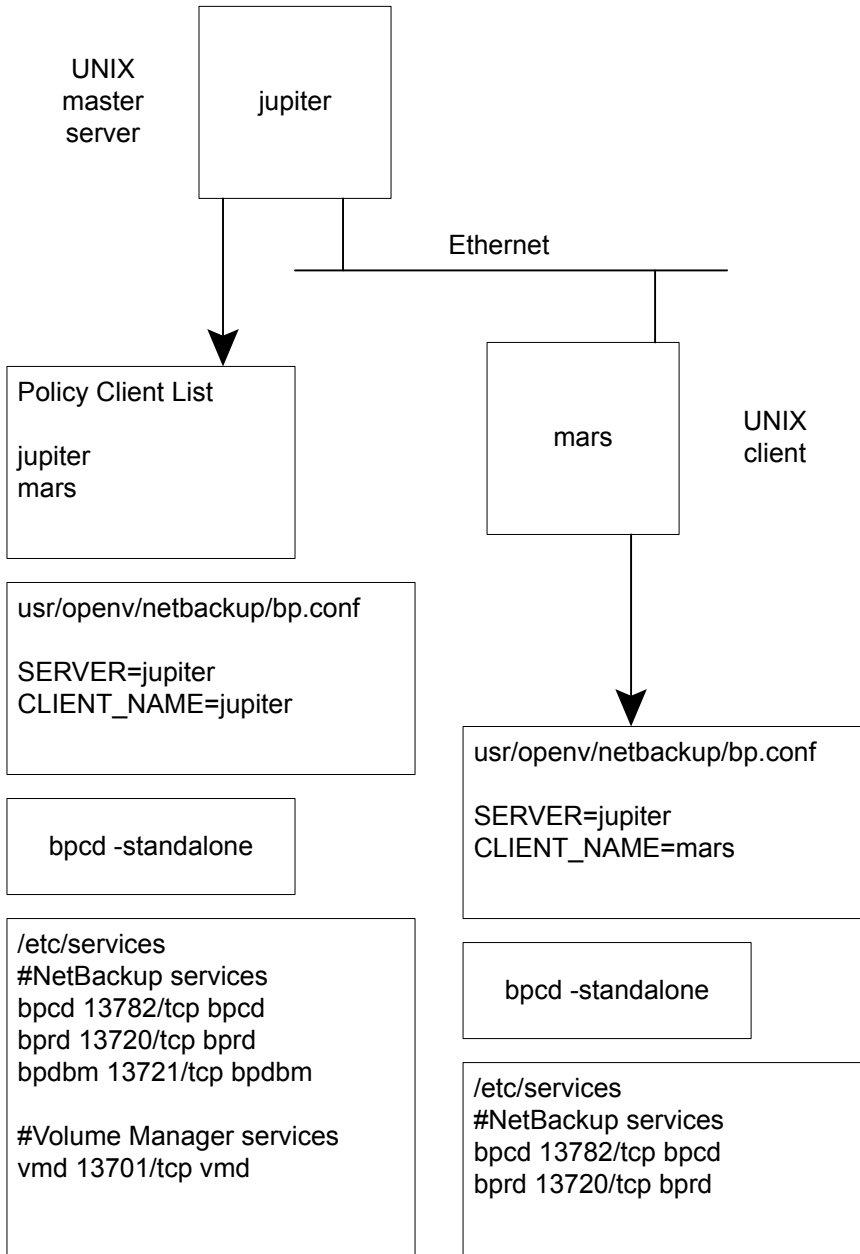 UNIX
master
server
jupiter
Ethernet
Policy Client List
jupiter
mars
mars
UNIX
client
usr/openv/netbackup/bp.conf
SERVER=jupiter
CLIENT_NAME=jupiter
bpcd -standalone
/etc/services
#NetBackup services
bpcd 13782/tcp bpcd
bprd 13720/tcp bprd
bpdbm 13721/tcp bpdbm
#Volume Manager services
vmd 13701/tcp vmd
usr/openv/netbackup/bp.conf
SERVER=jupiter
CLIENT_NAME=mars
bpcd -standalone
/etc/services
#NetBackup services
bpcd 13782/tcp bpcd
bprd 13720/tcp bprd